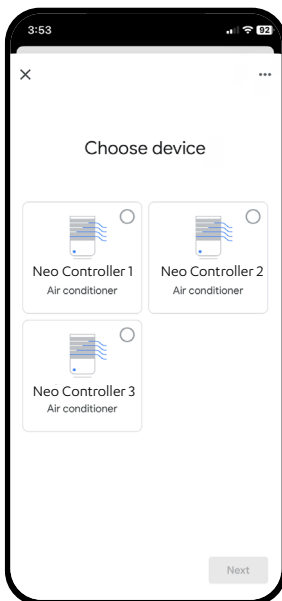 3:53
92
Choose device
Neo Controller 1
Air conditioner
Neo Controller 2
Air conditioner
Neo Controller 3
Air conditioner
Next